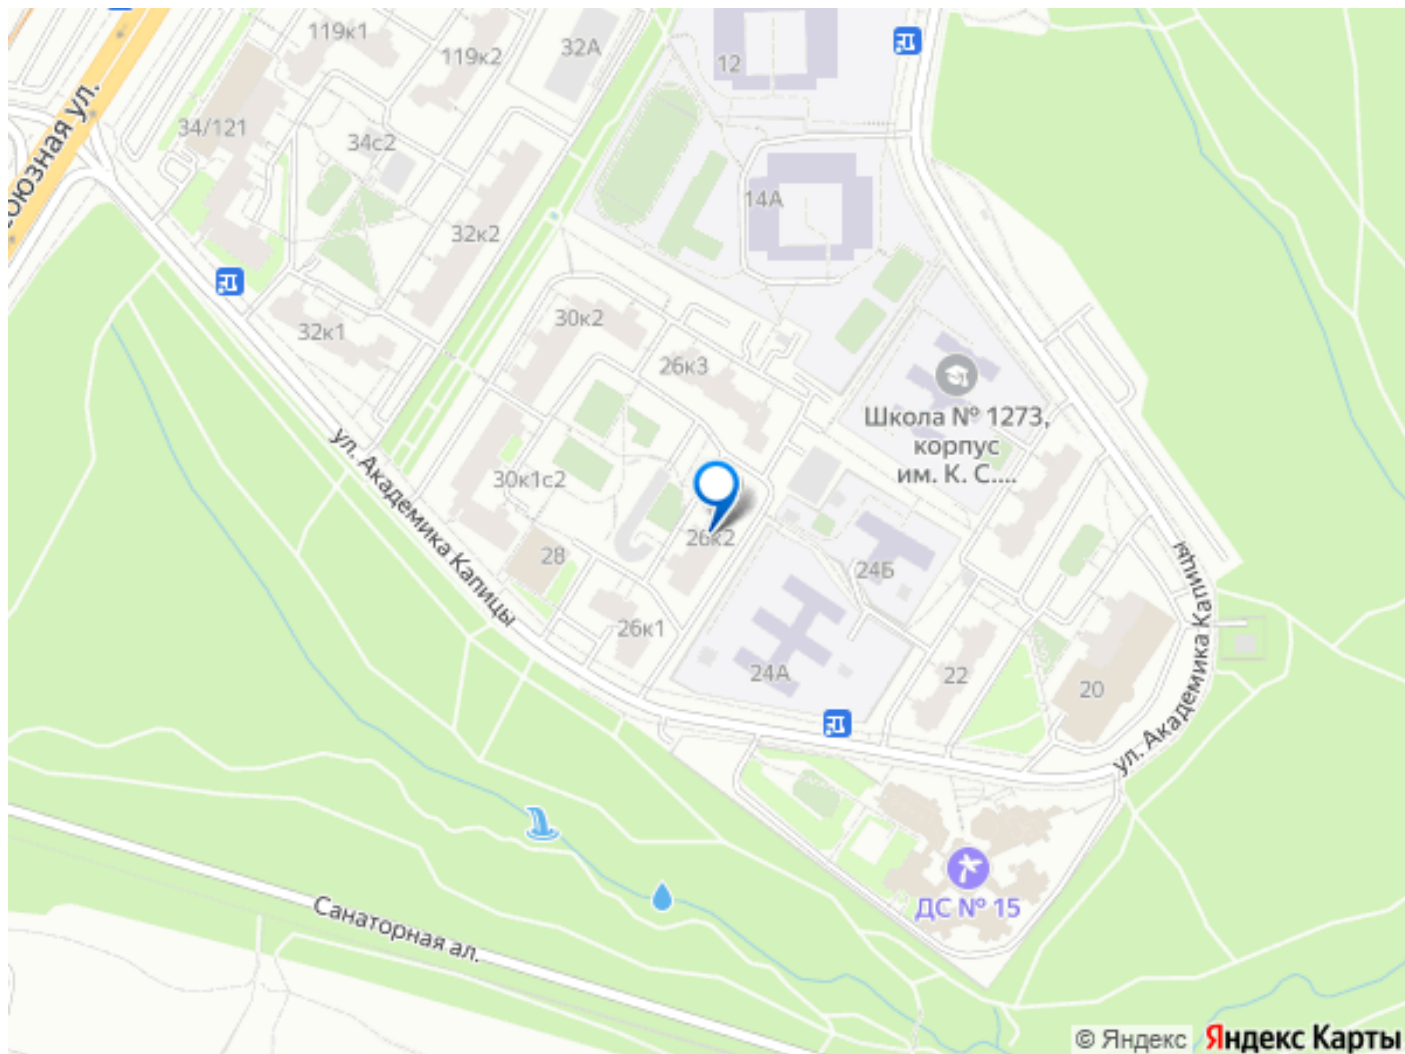 119к1
119к2
32А
12
34/121
34с2
оюзная ул.
14А
32к2
32к1
30к2
26к3
Школа № 1273,
корпус
им. К. С....
ул. Академика Капицы
30к1с2
28
26к2
24Б
ул. Академика Капицы
26к1
24А
22
20
ДС № 15
Санаторная ал.
© Яндекс Яндекс Карты